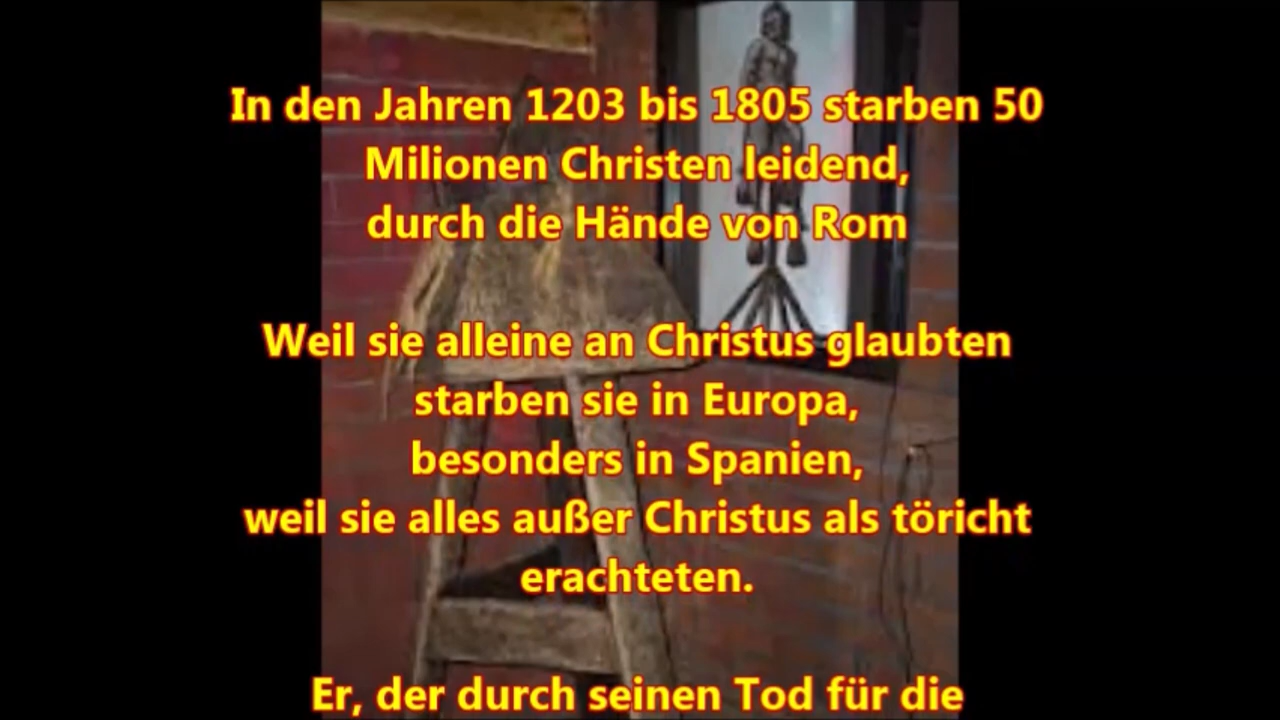 In den Jahren 1203 bis 1805 starben 50
Milionen Christen leidend,
durch die Hände von Rom
Weil sie alleine an Christus glaubten
starben sie in Europa,
besonders in Spanien,
weil sie alles außer Christus als töricht
erachteten.
Er, der durch seinen Tod für die